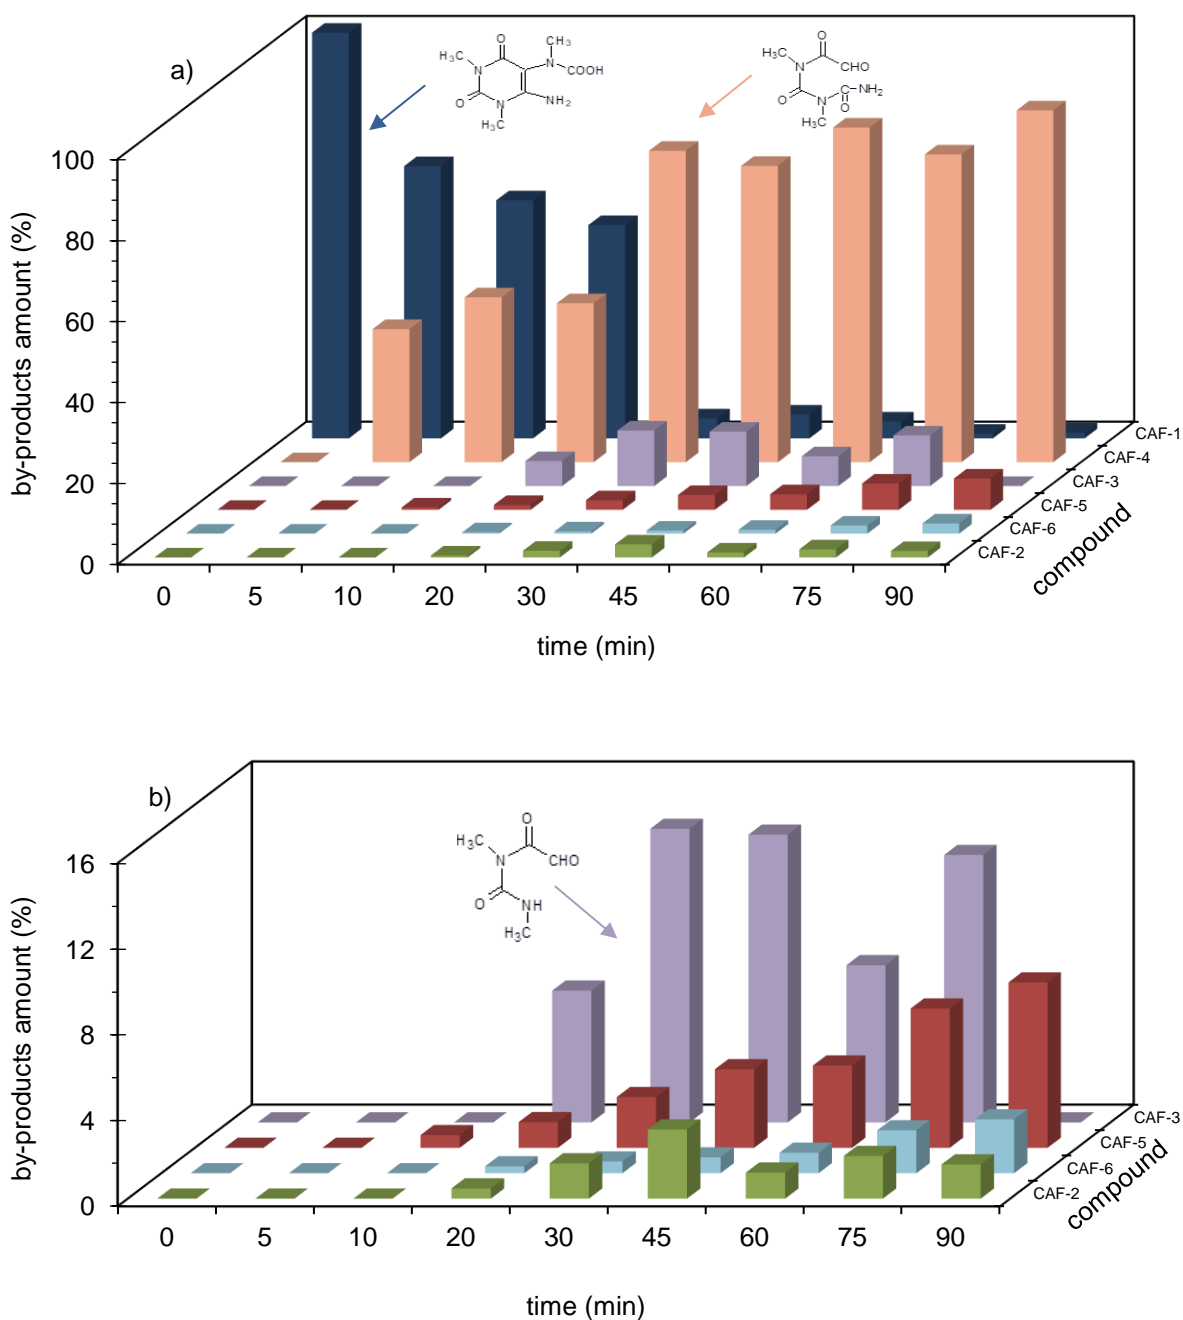 a)
O
H₃C
N
O
N
H₃C
NH₂
CH₃
N
COOH
O
H₃C
N
CHO
O
N
C
NH₂
O
H₃C
by-products amount (%)
100
80
60
40
20
0
0 5 10 20 30 45 60 75 90
time (min)
CAF-1
CAF-4
CAF-3
CAF-5
CAF-6
CAF-2
compound
b)
O
H₃C
N
CHO
O
NH
H₃C
by-products amount (%)
16
12
8
4
0
0 5 10 20 30 45 60 75 90
time (min)
CAF-3
CAF-5
CAF-6
CAF-2
compound